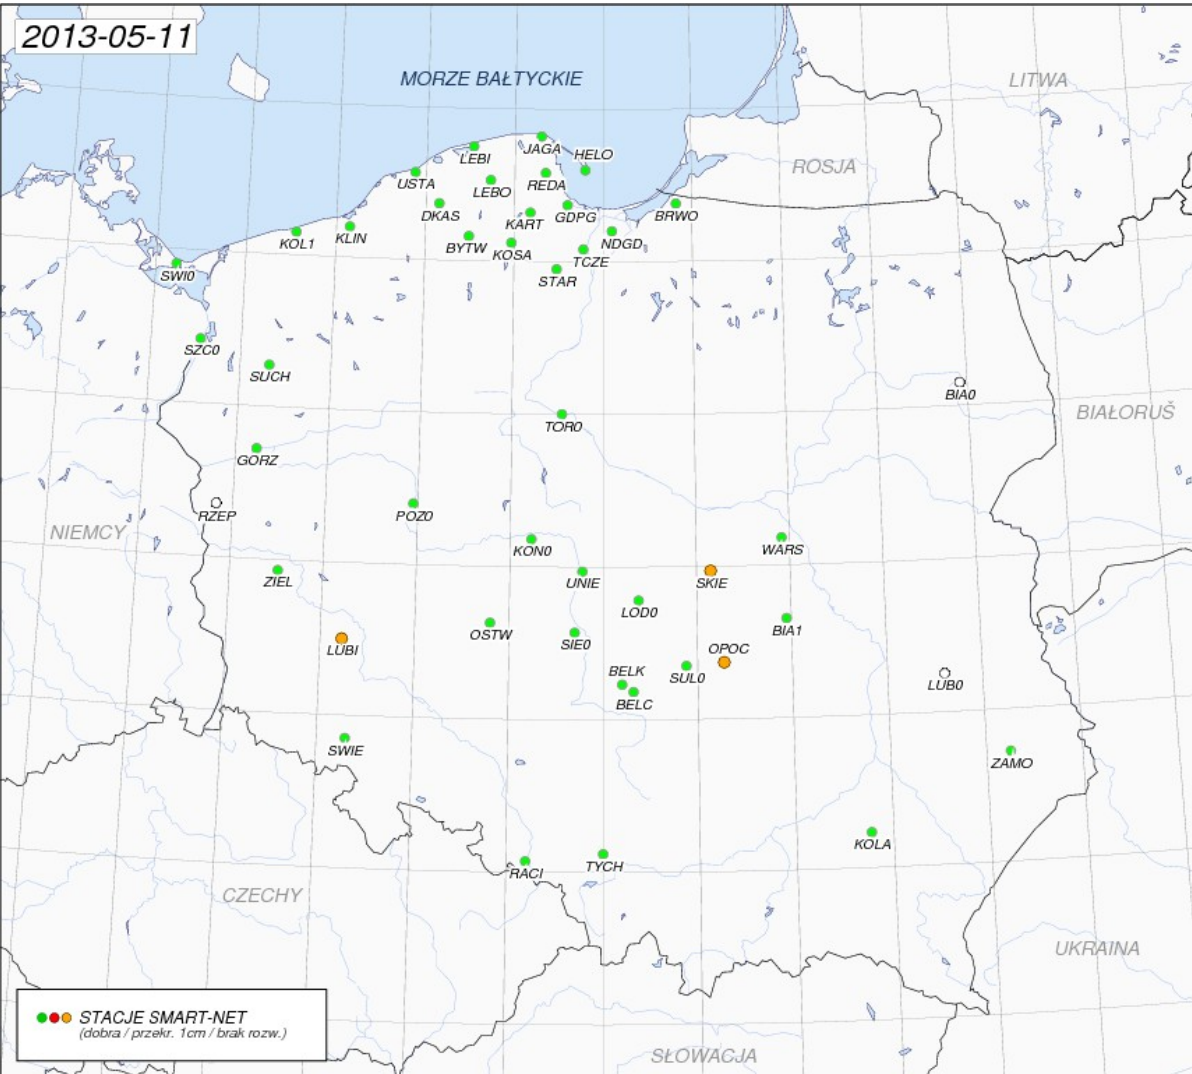 2013-05-11
MORZE BAŁTYCKIE
LITWA
JAGA
LEBI
HELO
ROSJA
USTA
LEBO
REDA
DKAS
KART
GDPG
BRWO
KOL1
KLIN
BYTW
KOSA
NDGD
TCZE
SWI0
STAR
SZC0
SUCH
BIA0
BIAŁORUŚ
TOR0
GORZ
RZEP
POZ0
NIEMCY
KON0
WARS
ZIEL
UNIE
SKIE
LOD0
OSTW
BIA1
SIE0
LUBI
OPOC
BELK
SUL0
LUB0
BELC
SWIE
ZAMO
KOLA
RACI
TYCH
CZECHY
UKRAINA
STACJE SMART-NET
(dobra / przekr. 1cm / brak rozw.)
SŁOWACJA